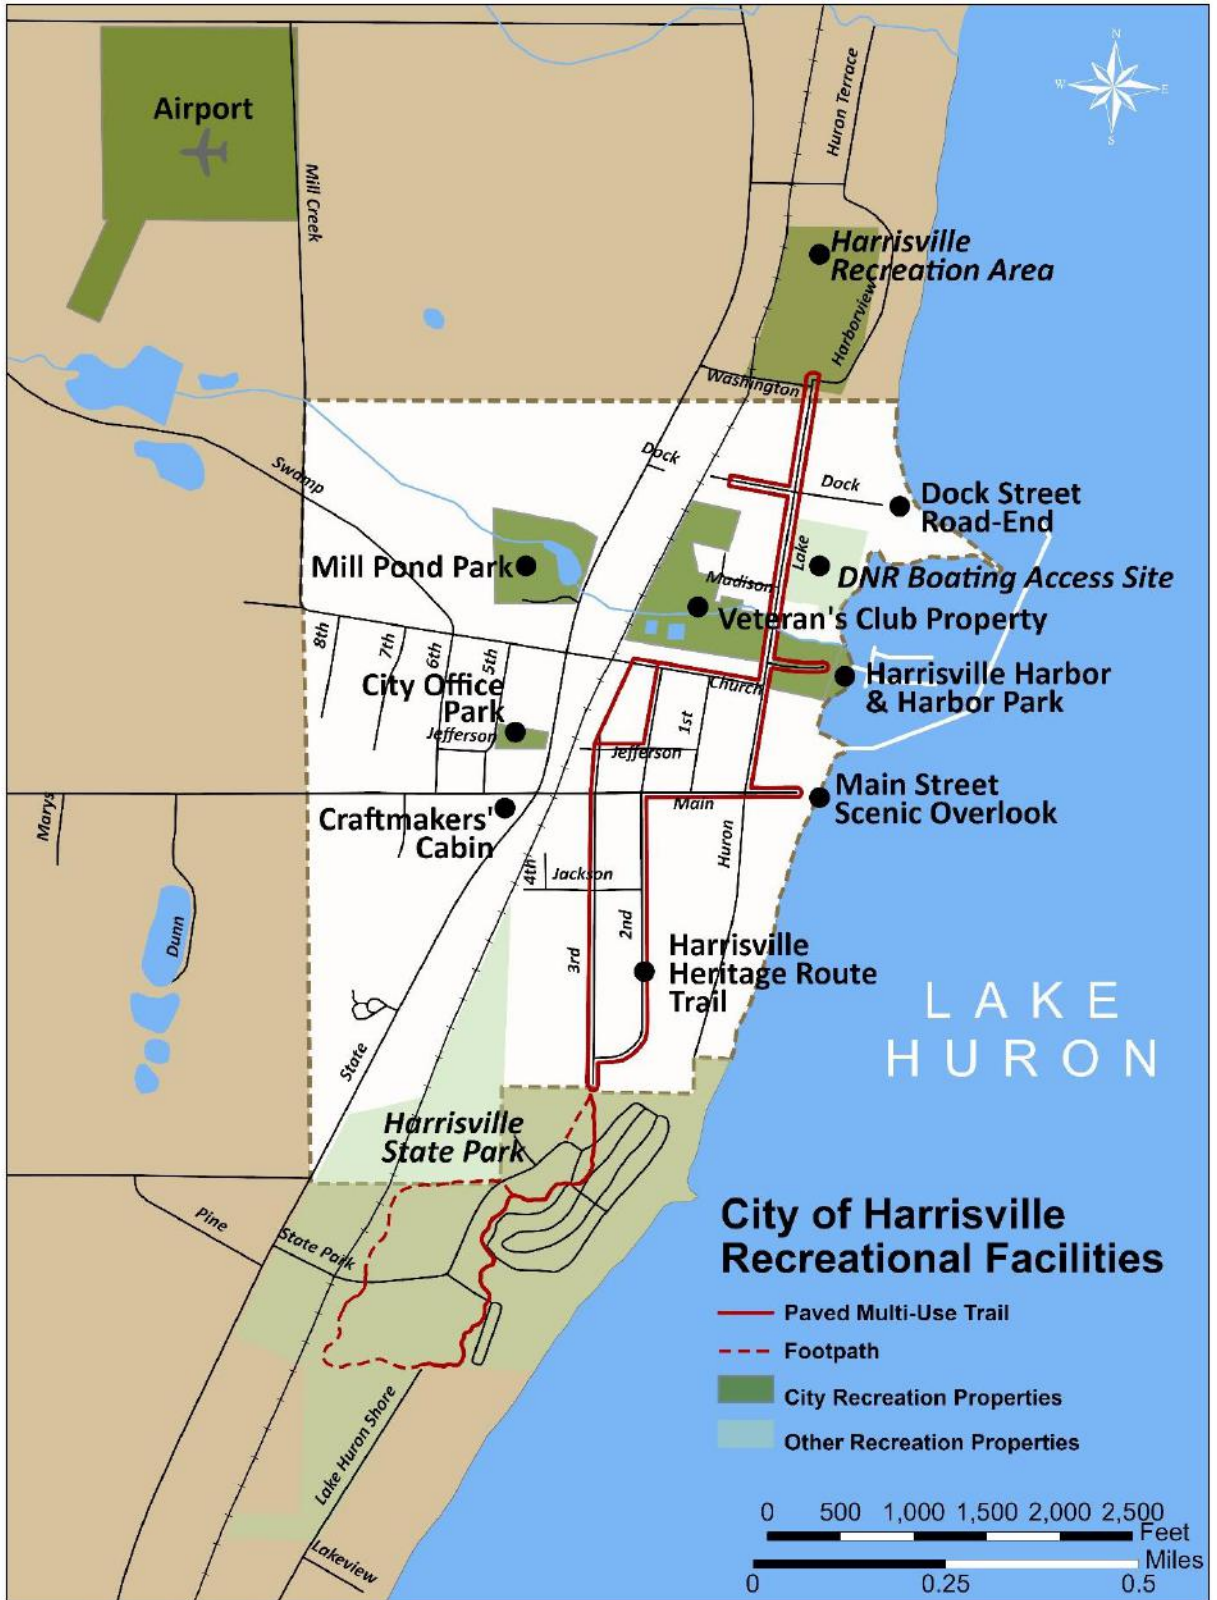 N
W
E
S
Airport
Mill Creek
Huron Terrace
Harrisville
Recreation Area
Harborview
Washington
Swamp
Dock
Dock
Dock Street
Road-End
Lake
Mill Pond Park
DNR Boating Access Site
Madison
Veteran's Club Property
8th
7th
6th
5th
City Office
Park
Jefferson
Church
Harrisville Harbor
& Harbor Park
1st
Jefferson
Marys
Main
Main Street
Scenic Overlook
Craftmakers'
Cabin
Huron
4th
Jackson
Dunn
3rd
2nd
Harrisville
Heritage Route
Trail
LAKE
HURON
State
Harrisville
State Park
Pine
State Park
Lake Huron Shore
Lakeview
City of Harrisville
Recreational Facilities
Paved Multi-Use Trail
Footpath
City Recreation Properties
Other Recreation Properties
0 500 1,000 1,500 2,000 2,500
Feet
Miles
0 0.25 0.5